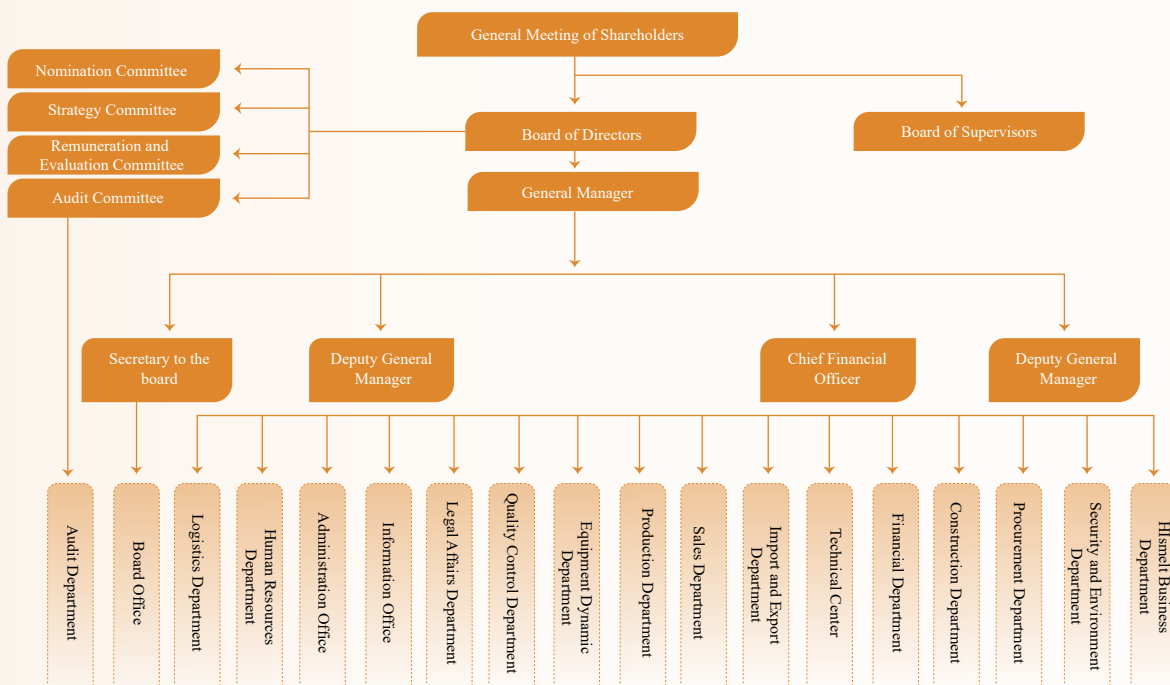 General Meeting of Shareholders
Nomination Committee
Strategy Committee
Remuneration and
Evaluation Committee
Audit Committee
Board of Directors
Board of Supervisors
General Manager
Secretary to the
board
Deputy General
Manager
Chief Financial
Officer
Deputy General
Manager
Audit Department
Board Office
Logistics Department
Human Resources
Department
Administration Office
Information Office
Legal Affairs Department
Quality Control Department
Equipment Dynamic
Department
Production Department
Sales Department
Import and Export
Department
Technical Center
Financial Department
Construction Department
Procurement Department
Security and Environment
Department
HIsmelt Business
Department